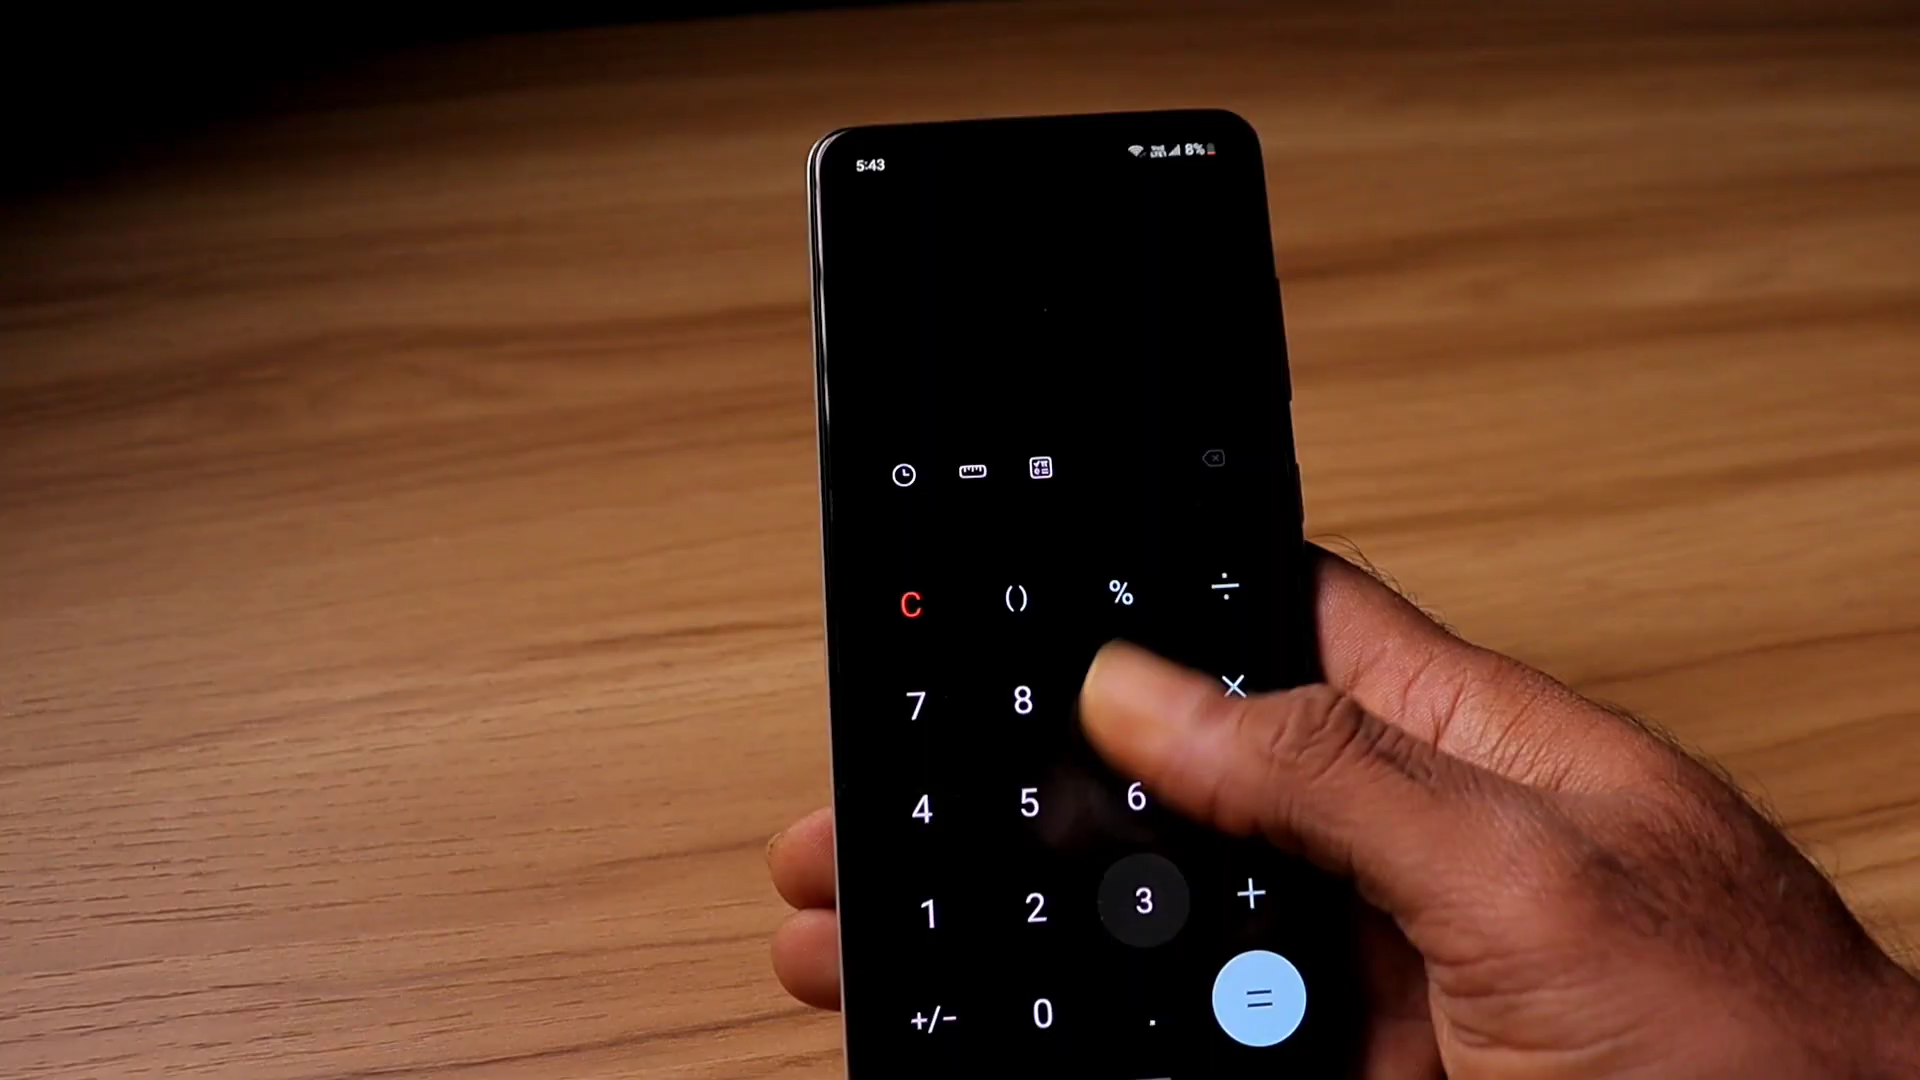 5:43 8%
C () % ÷
7 8 ×
4 5 6
1 2 3 +
+/− 0 . =